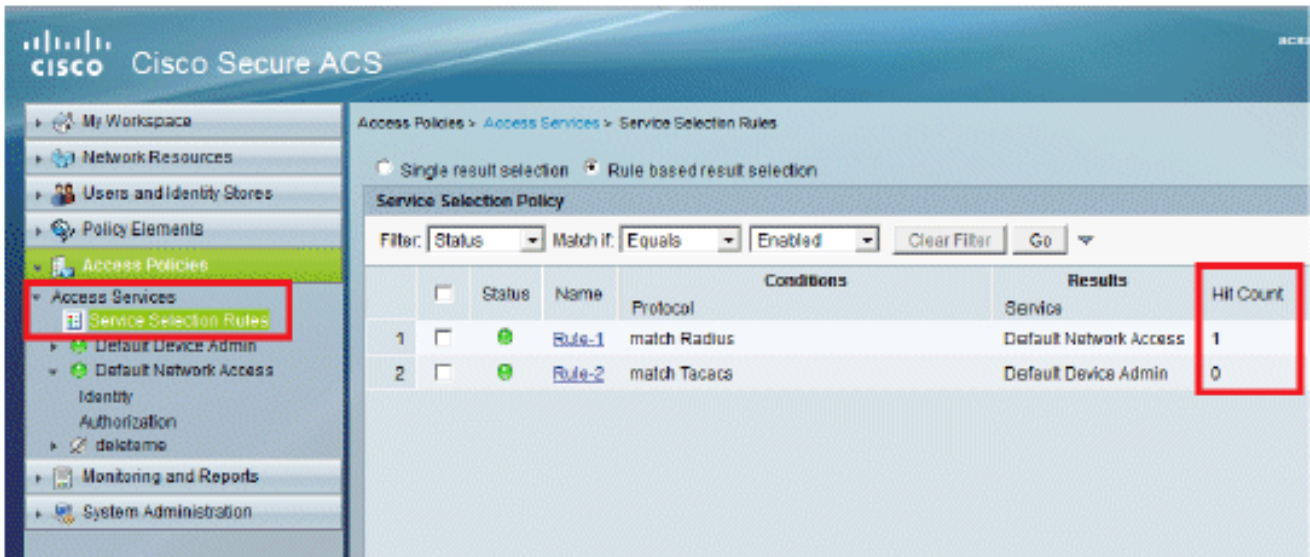 CISCO Cisco Secure ACS
My Workspace
Network Resources
Users and Identity Stores
Policy Elements
Access Policies
Access Services
Service Selection Rules
Default Device Admin
Default Network Access
Identity
Authorization
deleteme
Monitoring and Reports
System Administration
Access Policies > Access Services > Service Selection Rules
Single result selection Rule based result selection
Service Selection Policy
Filter: Status Match if: Equals Enabled Clear Filter Go
Conditions Results
Status Name Protocol Service Hit Count
1 Rule-1 match Radius Default Network Access 1
2 Rule-2 match Tacacs Default Device Admin 0